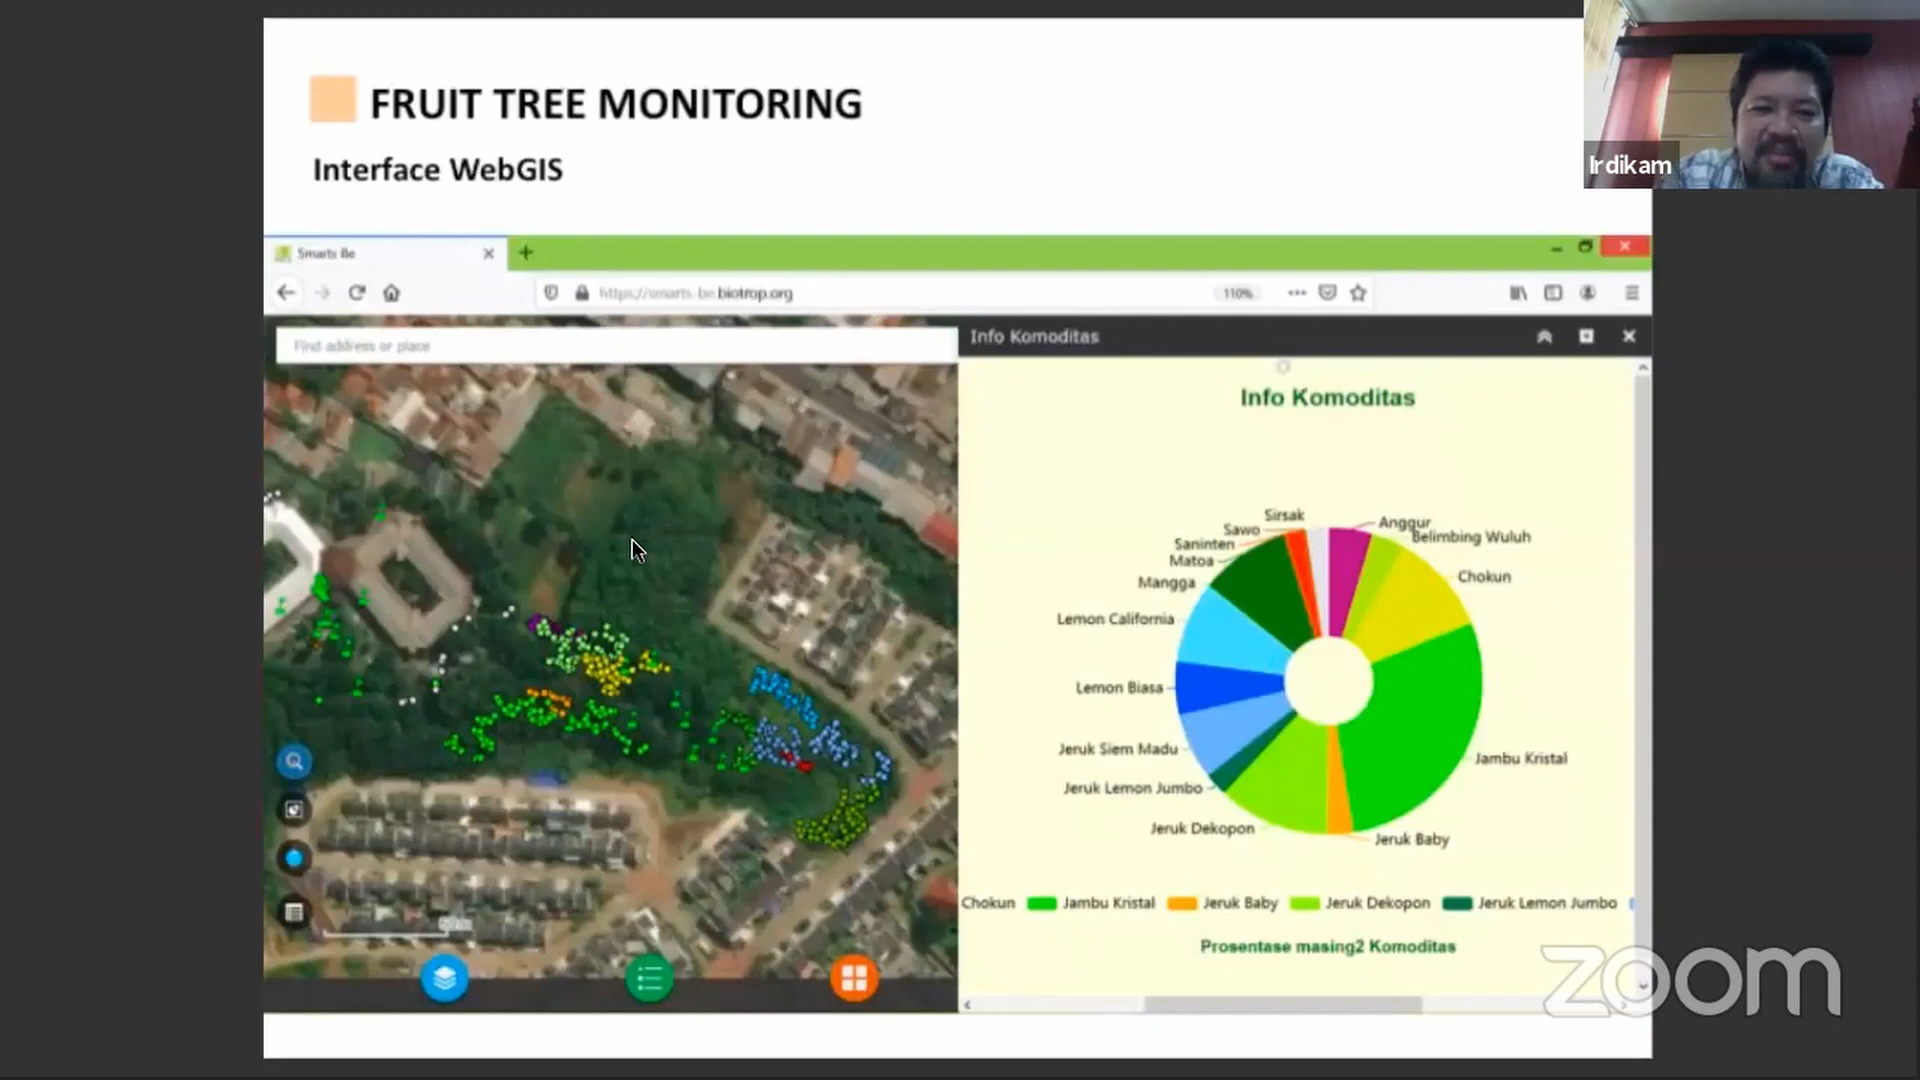 FRUIT TREE MONITORING
Interface WebGIS
Irdikam
Smarts Be
https://smarts-be.biotrop.org
110%
Find address or place
Info Komoditas
Info Komoditas
Sirsak
Anggur
Sawo
Belimbing Wuluh
Saninten
Matoa
Chokun
Mangga
Lemon California
Lemon Biasa
Jeruk Siem Madu
Jambu Kristal
Jeruk Lemon Jumbo
Jeruk Dekopon
Jeruk Baby
Chokun Jambu Kristal Jeruk Baby Jeruk Dekopon Jeruk Lemon Jumbo
Prosentase masing2 Komoditas
zoom